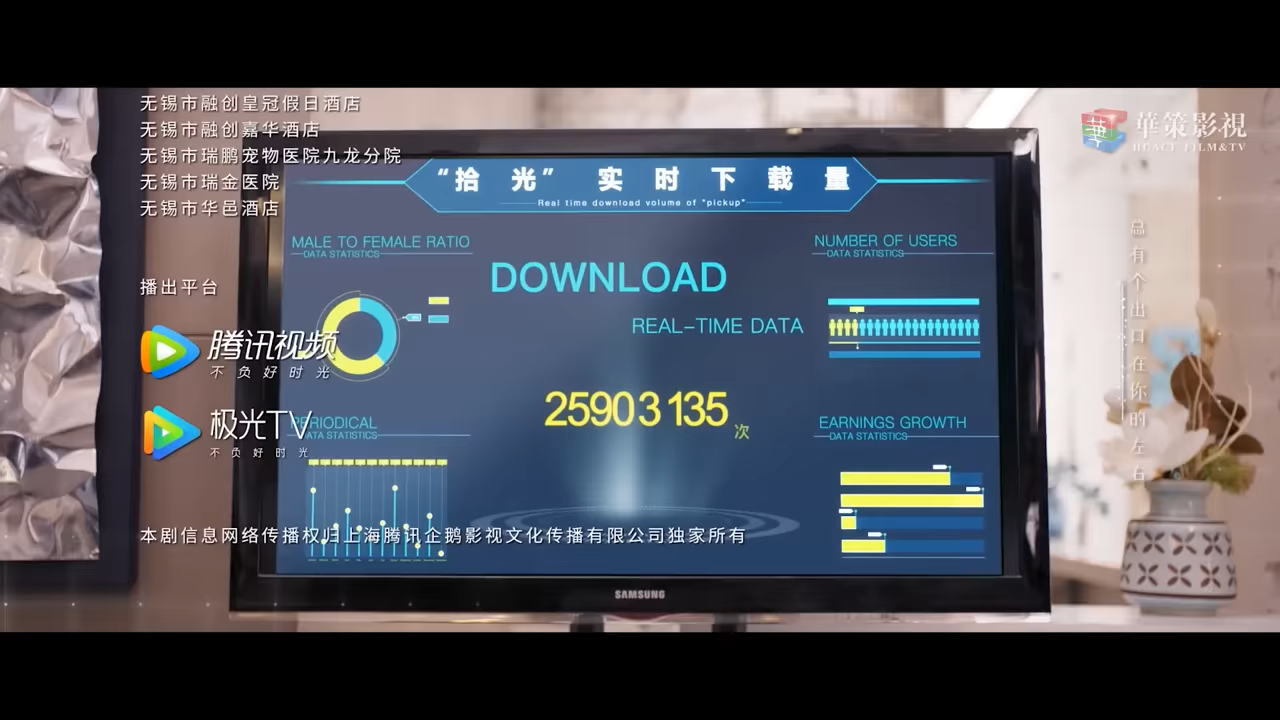 无锡市融创皇冠假日酒店
无锡市融创嘉华酒店
无锡市瑞鹏宠物医院九龙分院
无锡市瑞金医院
无锡市华邑酒店
播出平台
腾讯视频
不负好时光
极光TV
不负好时光
本剧信息网络传播权归上海腾讯企鹅影视文化传播有限公司独家所有
“拾光”实时下载量
Real time download volume of "pickup"
MALE TO FEMALE RATIO
DATA STATISTICS
DOWNLOAD
REAL-TIME DATA
25903135次
NUMBER OF USERS
DATA STATISTICS
PERIODICAL
DATA STATISTICS
EARNINGS GROWTH
DATA STATISTICS
SAMSUNG
華策影視
HUACE FILM&TV
总有个出口在你的左右